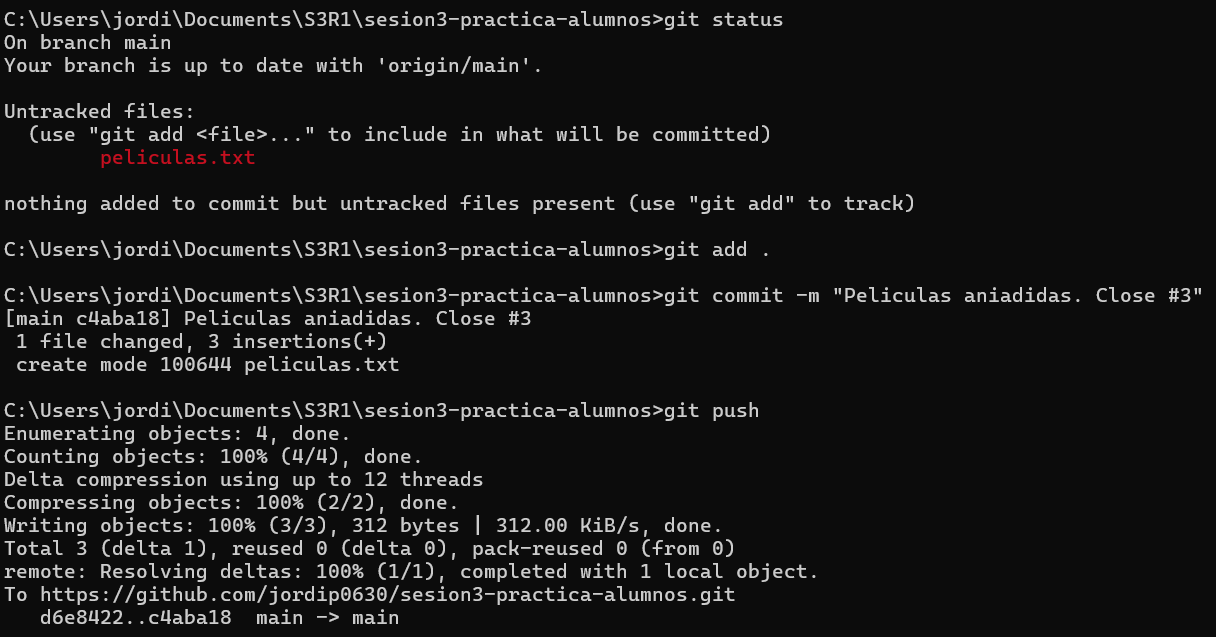 C:\Users\jordi\Documents\S3R1\sesion3-practica-alumnos>git status
On branch main
Your branch is up to date with 'origin/main'.

Untracked files:
  (use "git add <file>..." to include in what will be committed)
        peliculas.txt

nothing added to commit but untracked files present (use "git add" to track)

C:\Users\jordi\Documents\S3R1\sesion3-practica-alumnos>git add .

C:\Users\jordi\Documents\S3R1\sesion3-practica-alumnos>git commit -m "Peliculas aniadidas. Close #3"
[main c4aba18] Peliculas aniadidas. Close #3
 1 file changed, 3 insertions(+)
 create mode 100644 peliculas.txt

C:\Users\jordi\Documents\S3R1\sesion3-practica-alumnos>git push
Enumerating objects: 4, done.
Counting objects: 100% (4/4), done.
Delta compression using up to 12 threads
Compressing objects: 100% (2/2), done.
Writing objects: 100% (3/3), 312 bytes | 312.00 KiB/s, done.
Total 3 (delta 1), reused 0 (delta 0), pack-reused 0 (from 0)
remote: Resolving deltas: 100% (1/1), completed with 1 local object.
To https://github.com/jordip0630/sesion3-practica-alumnos.git
   d6e8422..c4aba18  main -> main